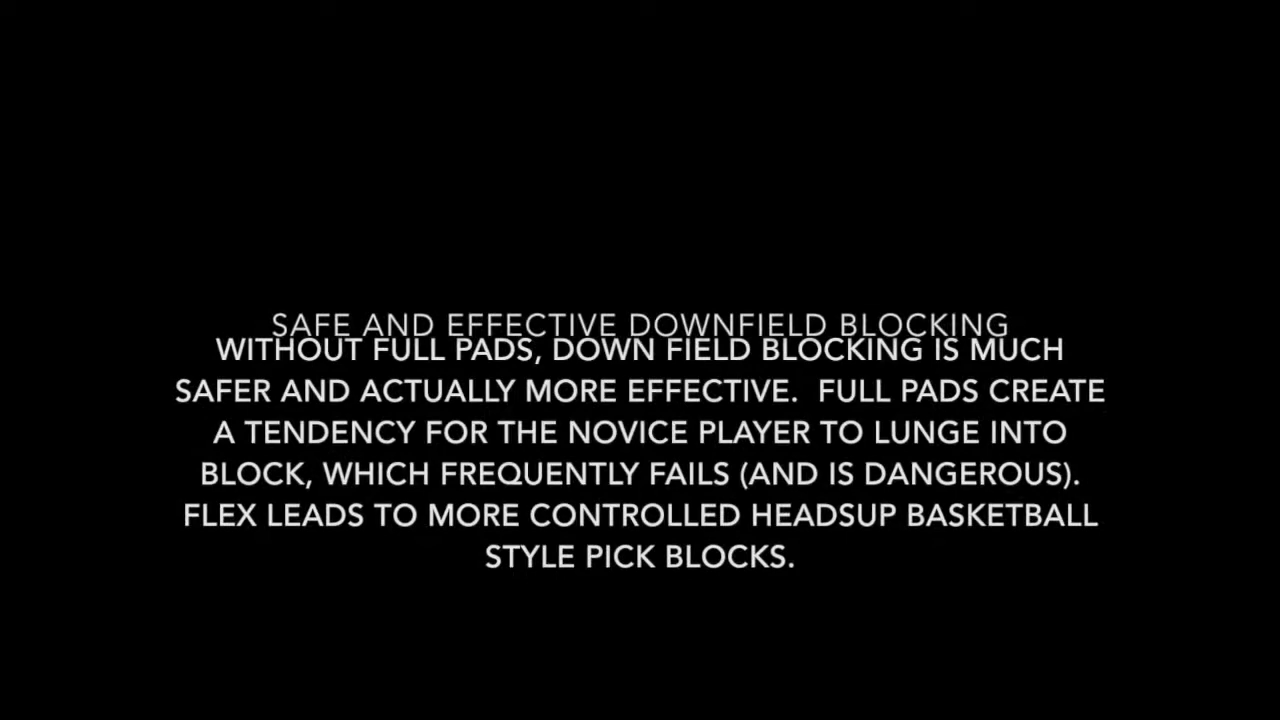 SAFE AND EFFECTIVE DOWNFIELD BLOCKING
WITHOUT FULL PADS, DOWN FIELD BLOCKING IS MUCH
SAFER AND ACTUALLY MORE EFFECTIVE.  FULL PADS CREATE
A TENDENCY FOR THE NOVICE PLAYER TO LUNGE INTO
BLOCK, WHICH FREQUENTLY FAILS (AND IS DANGEROUS).
FLEX LEADS TO MORE CONTROLLED HEADSUP BASKETBALL
STYLE PICK BLOCKS.